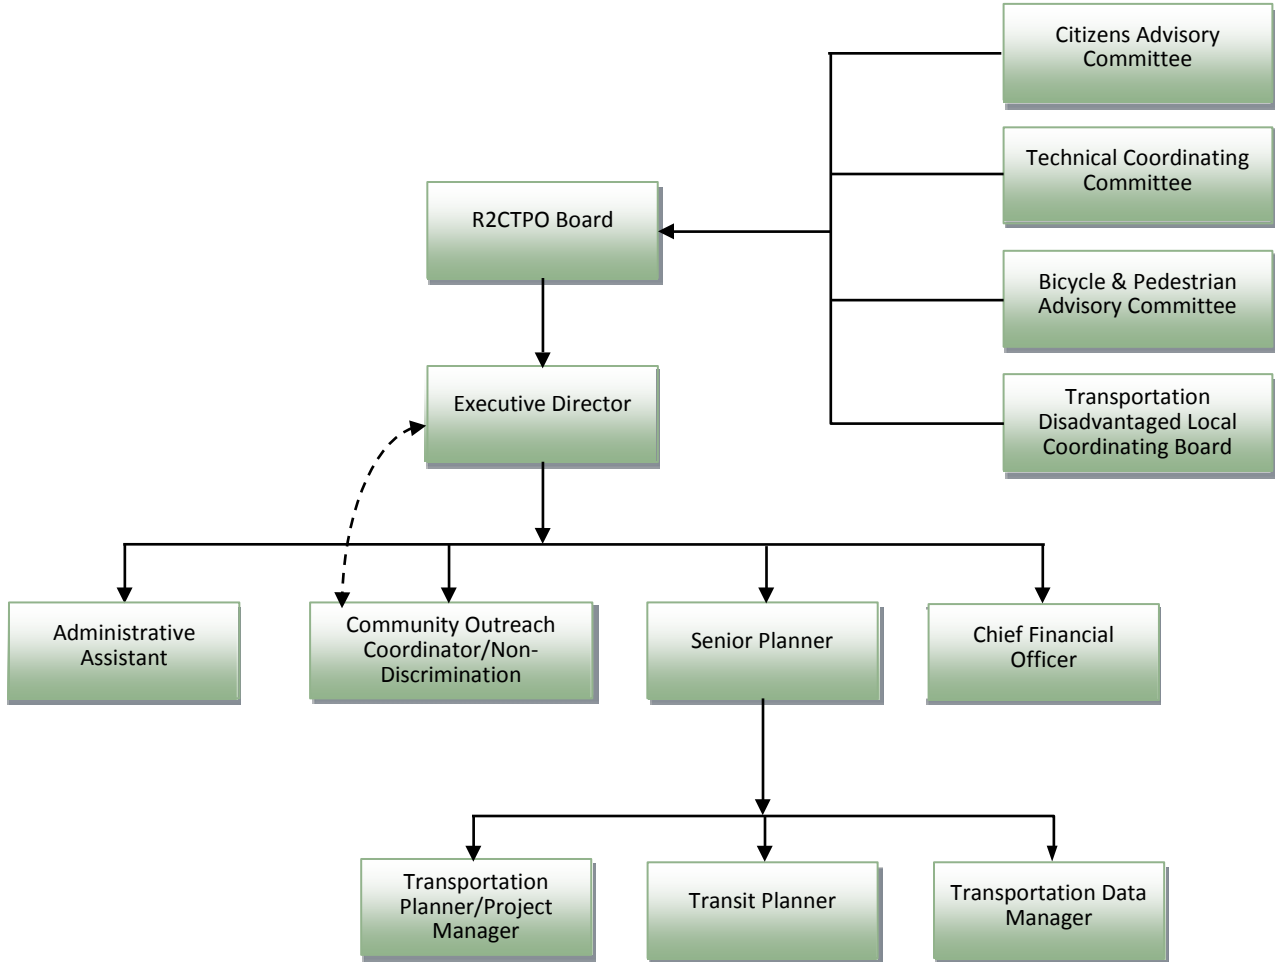 Citizens Advisory
Committee
Technical Coordinating
Committee
R2CTPO Board
Bicycle & Pedestrian
Advisory Committee
Executive Director
Transportation
Disadvantaged Local
Coordinating Board
Administrative
Assistant
Community Outreach
Coordinator/Non-
Discrimination
Senior Planner
Chief Financial
Officer
Transportation
Planner/Project
Manager
Transit Planner
Transportation Data
Manager